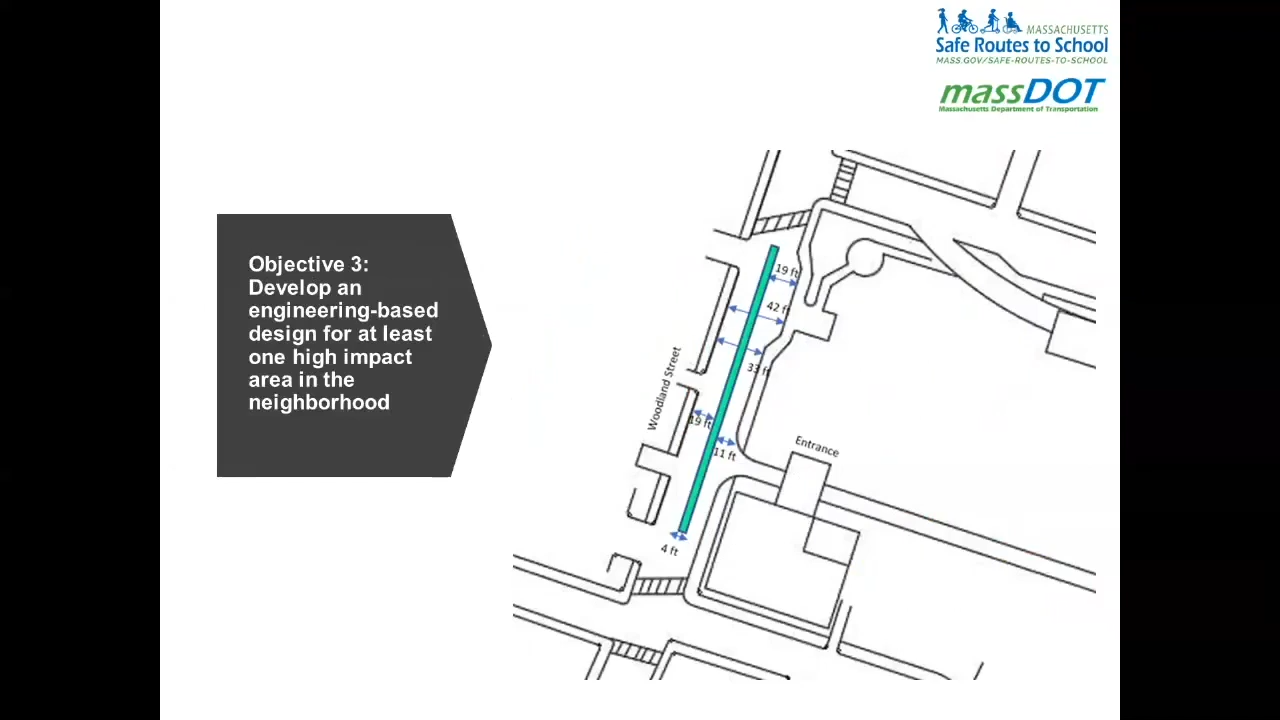 MASSACHUSETTS
Safe Routes to School
MASS.GOV/SAFE-ROUTES-TO-SCHOOL
massDOT
Massachusetts Department of Transportation
Objective 3:
Develop an
engineering-based
design for at least
one high impact
area in the
neighborhood
19 ft
42 ft
33 ft
Woodland Street
19 ft
11 ft
Entrance
4 ft